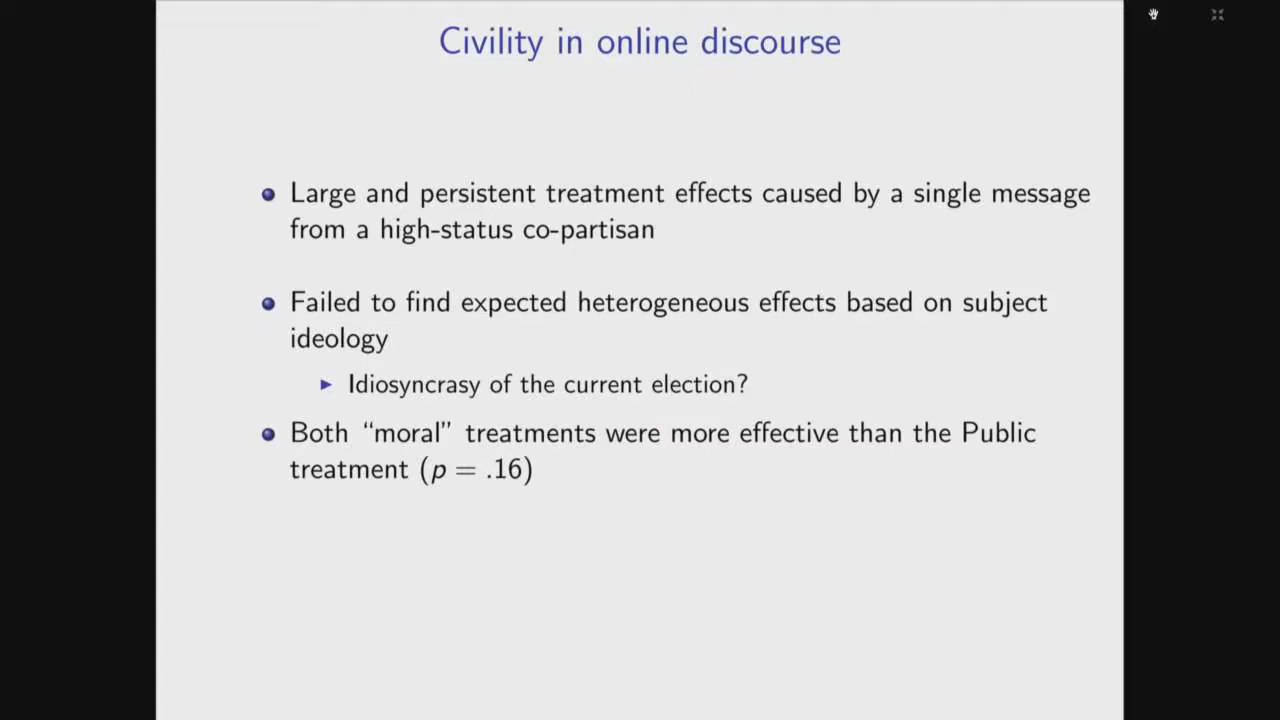 Civility in online discourse
Large and persistent treatment effects caused by a single message
from a high-status co-partisan
Failed to find expected heterogeneous effects based on subject
ideology
Idiosyncrasy of the current election?
Both “moral” treatments were more effective than the Public
treatment (p = .16)